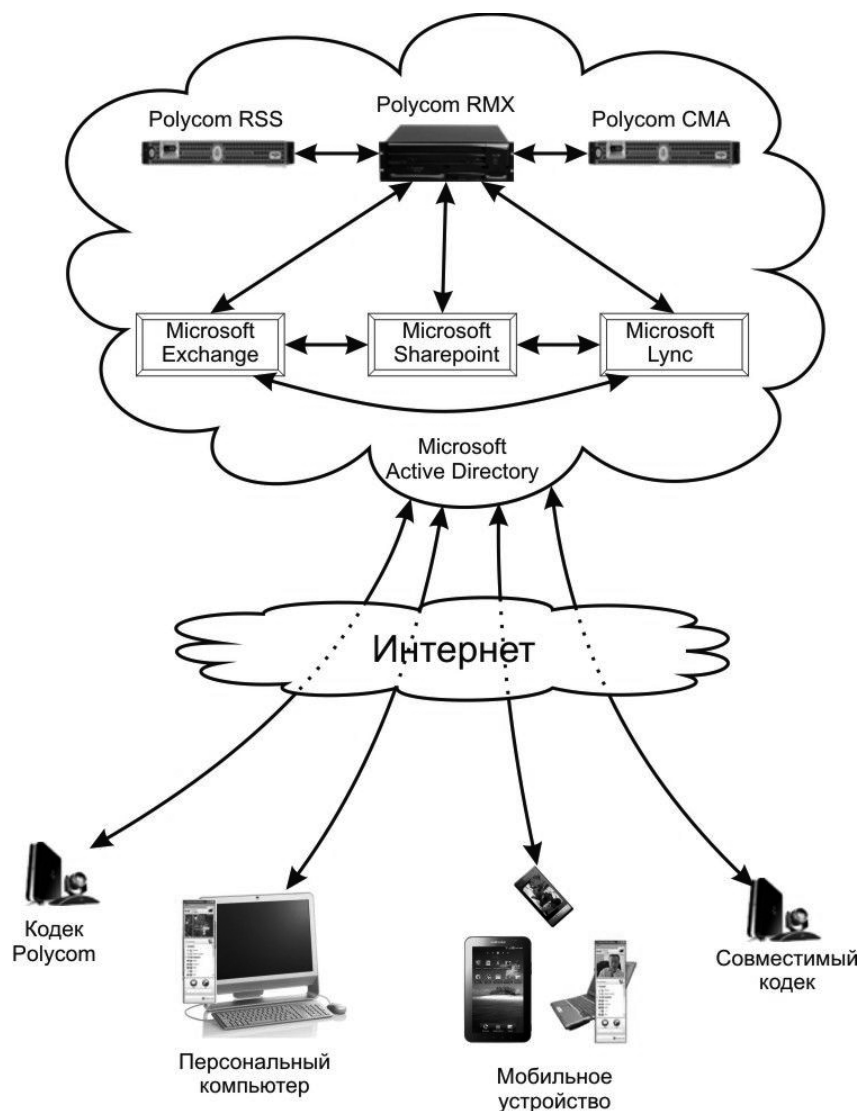 Polycom RSS
Polycom RMX
Polycom CMA
Microsoft
Exchange
Microsoft
Sharepoint
Microsoft
Lync
Microsoft
Active Directory
Интернет
Кодек
Polycom
Персональный
компьютер
Мобильное
устройство
Совместимый
кодек